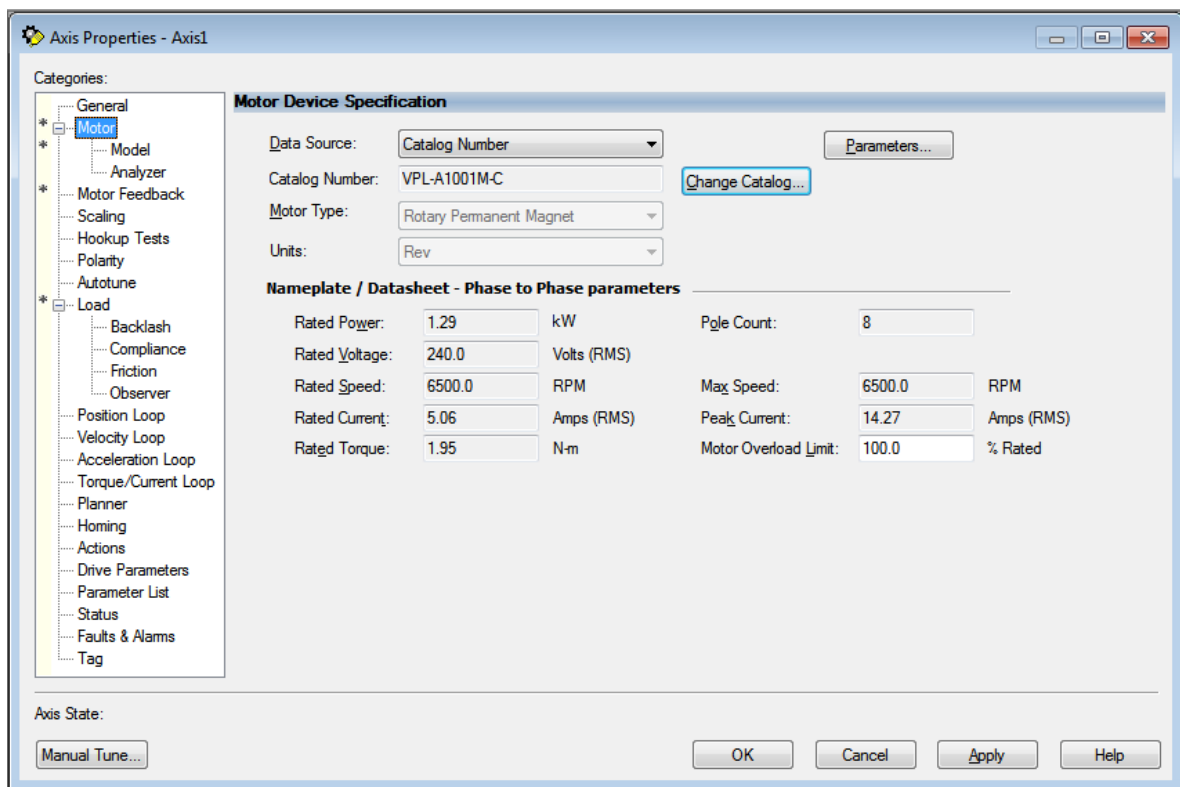 Axis Properties - Axis1
Categories:
General
* Motor
* Model
Analyzer
* Motor Feedback
Scaling
Hookup Tests
Polarity
Autotune
* Load
Backlash
Compliance
Friction
Observer
Position Loop
Velocity Loop
Acceleration Loop
Torque/Current Loop
Planner
Homing
Actions
Drive Parameters
Parameter List
Status
Faults & Alarms
Tag
Motor Device Specification
Data Source: Catalog Number Parameters...
Catalog Number: VPL-A1001M-C Change Catalog...
Motor Type: Rotary Permanent Magnet
Units: Rev
Nameplate / Datasheet - Phase to Phase parameters
Rated Power: 1.29 kW Pole Count: 8
Rated Voltage: 240.0 Volts (RMS)
Rated Speed: 6500.0 RPM Max Speed: 6500.0 RPM
Rated Current: 5.06 Amps (RMS) Peak Current: 14.27 Amps (RMS)
Rated Torque: 1.95 N-m Motor Overload Limit: 100.0 % Rated
Axis State:
Manual Tune... OK Cancel Apply Help